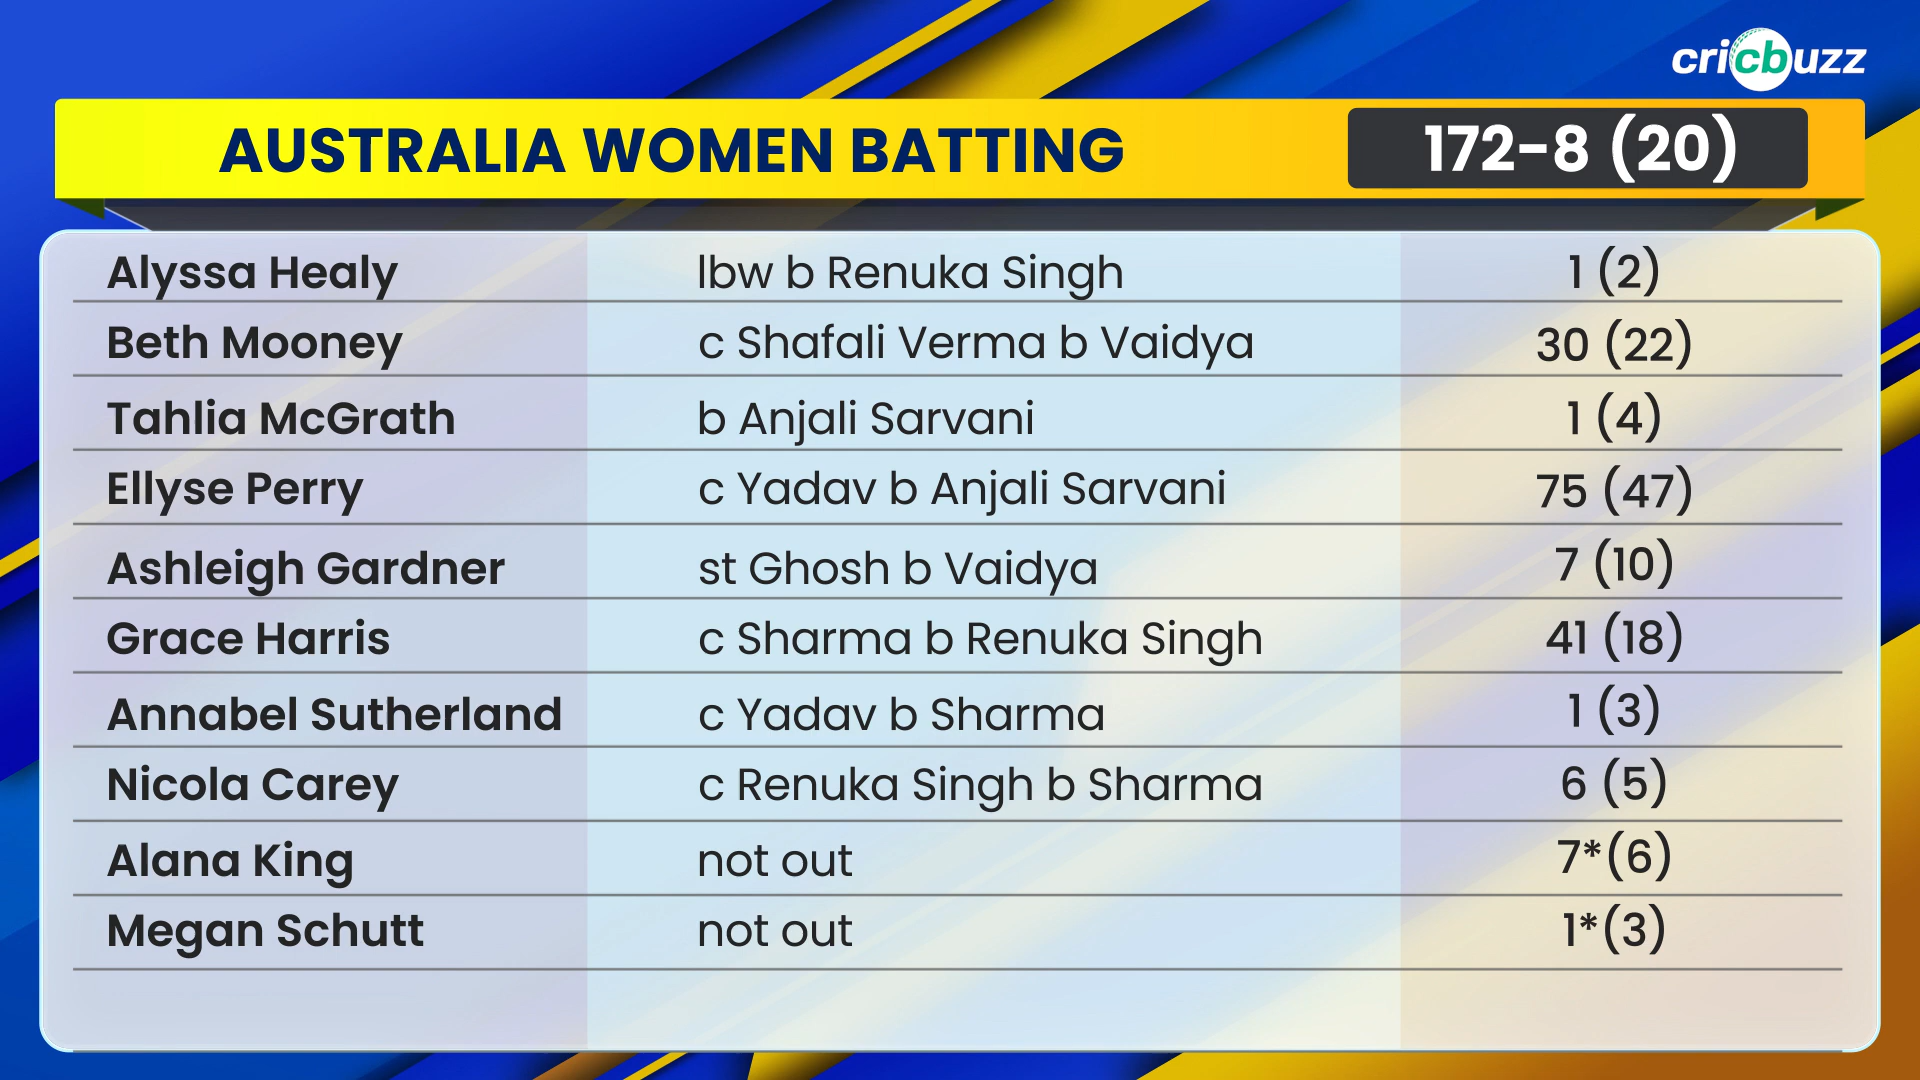 cricbuzz
AUSTRALIA WOMEN BATTING 172-8 (20)
Alyssa Healy lbw b Renuka Singh 1 (2)
Beth Mooney c Shafali Verma b Vaidya 30 (22)
Tahlia McGrath b Anjali Sarvani 1 (4)
Ellyse Perry c Yadav b Anjali Sarvani 75 (47)
Ashleigh Gardner st Ghosh b Vaidya 7 (10)
Grace Harris c Sharma b Renuka Singh 41 (18)
Annabel Sutherland c Yadav b Sharma 1 (3)
Nicola Carey c Renuka Singh b Sharma 6 (5)
Alana King not out 7*(6)
Megan Schutt not out 1*(3)